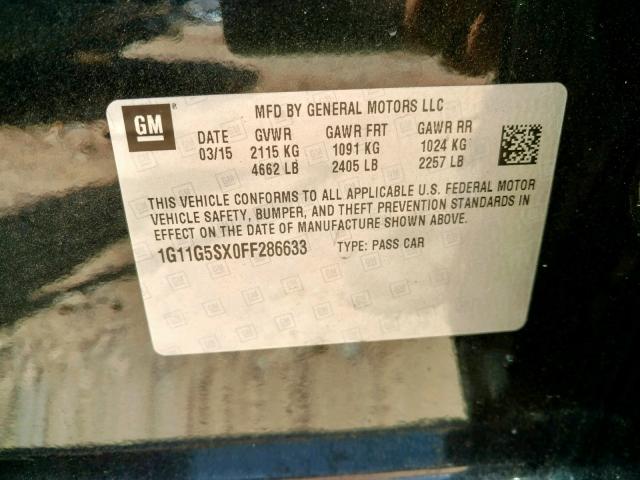 GM
MFD BY GENERAL MOTORS LLC
DATE GVWR GAWR FRT GAWR RR
03/15 2115 KG 1091 KG 1024 KG
4662 LB 2405 LB 2257 LB
THIS VEHICLE CONFORMS TO ALL APPLICABLE U.S. FEDERAL MOTOR
VEHICLE SAFETY, BUMPER, AND THEFT PREVENTION STANDARDS IN
EFFECT ON THE DATE OF MANUFACTURE SHOWN ABOVE.
1G11G5SX0FF286633 TYPE: PASS CAR